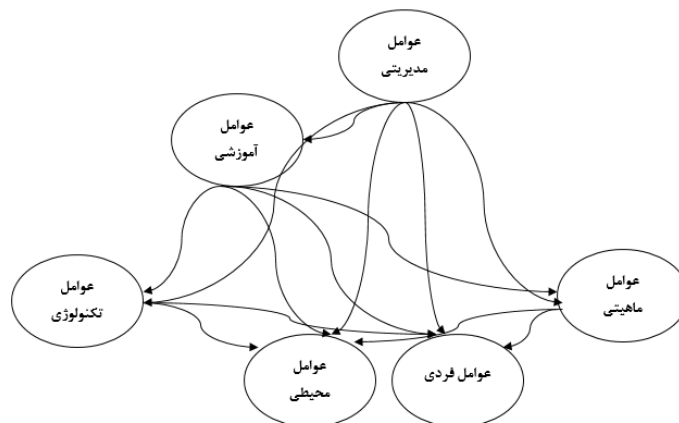 عوامل
مدیریتی
عوامل
آموزشی
عوامل
ماهیتی
عوامل
تکنولوژی
عوامل
محیطی
عوامل فردی